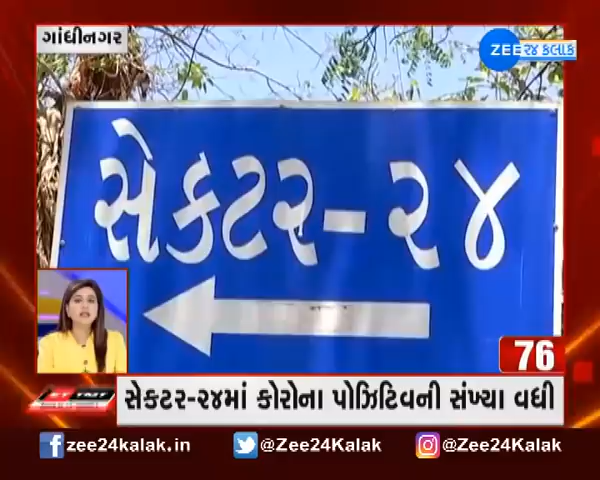 ગાંધીનગર
ZEE ૨૪ કલાક
સેક્ટર-૨૪
76
સેકટર-૨૪માં કોરોના પોઝિટિવની સંખ્યા વધી
zee24kalak.in
@Zee24Kalak
@zee24Kalak